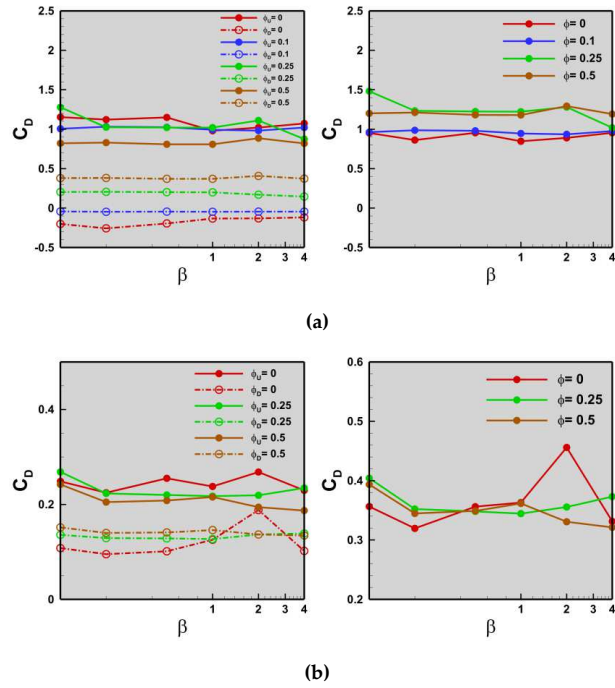 2.5
2
1.5
1
0.5
0
-0.5
C_D
ϕ_U = 0
ϕ_D = 0
ϕ_U = 0.1
ϕ_D = 0.1
ϕ_U = 0.25
ϕ_D = 0.25
ϕ_U = 0.5
ϕ_D = 0.5
1 2 3 4
β
2.5
2
1.5
1
0.5
0
-0.5
C_D
ϕ = 0
ϕ = 0.1
ϕ = 0.25
ϕ = 0.5
1 2 3 4
β
(a)
0.4
0.2
0
C_D
ϕ_U = 0
ϕ_D = 0
ϕ_U = 0.25
ϕ_D = 0.25
ϕ_U = 0.5
ϕ_D = 0.5
1 2 3 4
β
0.6
0.5
0.4
0.3
0.2
C_D
ϕ = 0
ϕ = 0.25
ϕ = 0.5
1 2 3 4
β
(b)